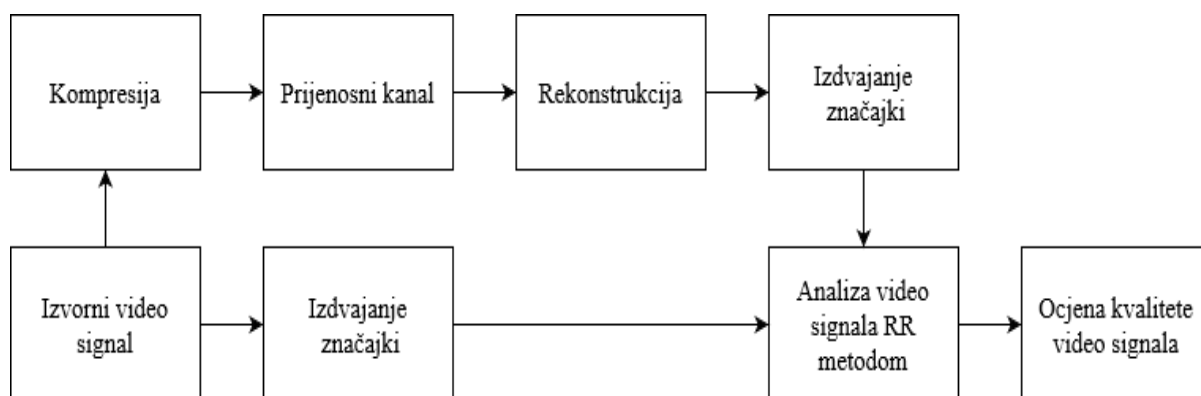 Kompresija
Prijenosni kanal
Rekonstrukcija
Izdvajanje
značajki
Izvorni video
signal
Izdvajanje
značajki
Analiza video
signala RR
metodom
Ocjena kvalitete
video signala